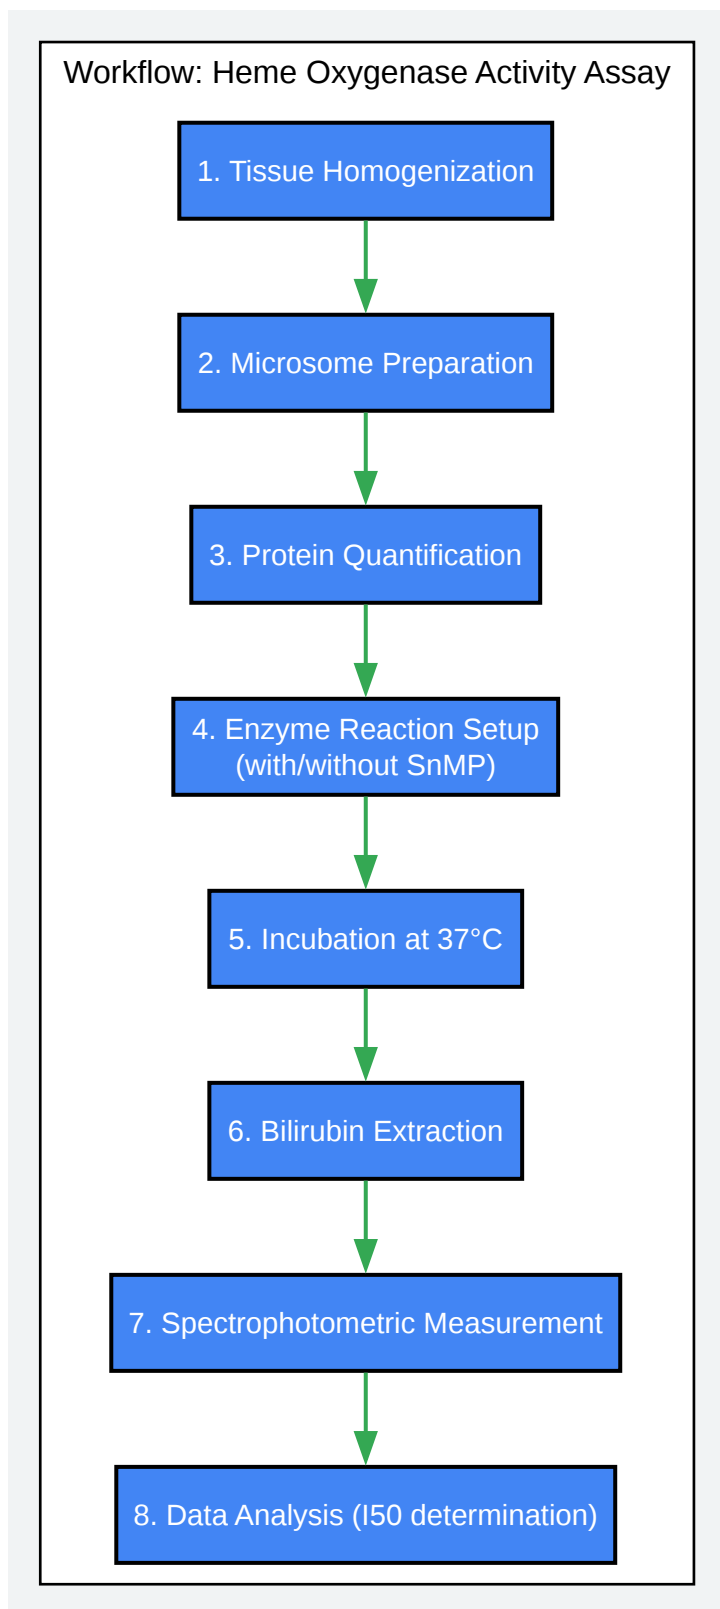 Workflow: Heme Oxygenase Activity Assay
1. Tissue Homogenization
2. Microsome Preparation
3. Protein Quantification
4. Enzyme Reaction Setup
(with/without SnMP)
5. Incubation at 37°C
6. Bilirubin Extraction
7. Spectrophotometric Measurement
8. Data Analysis (I50 determination)